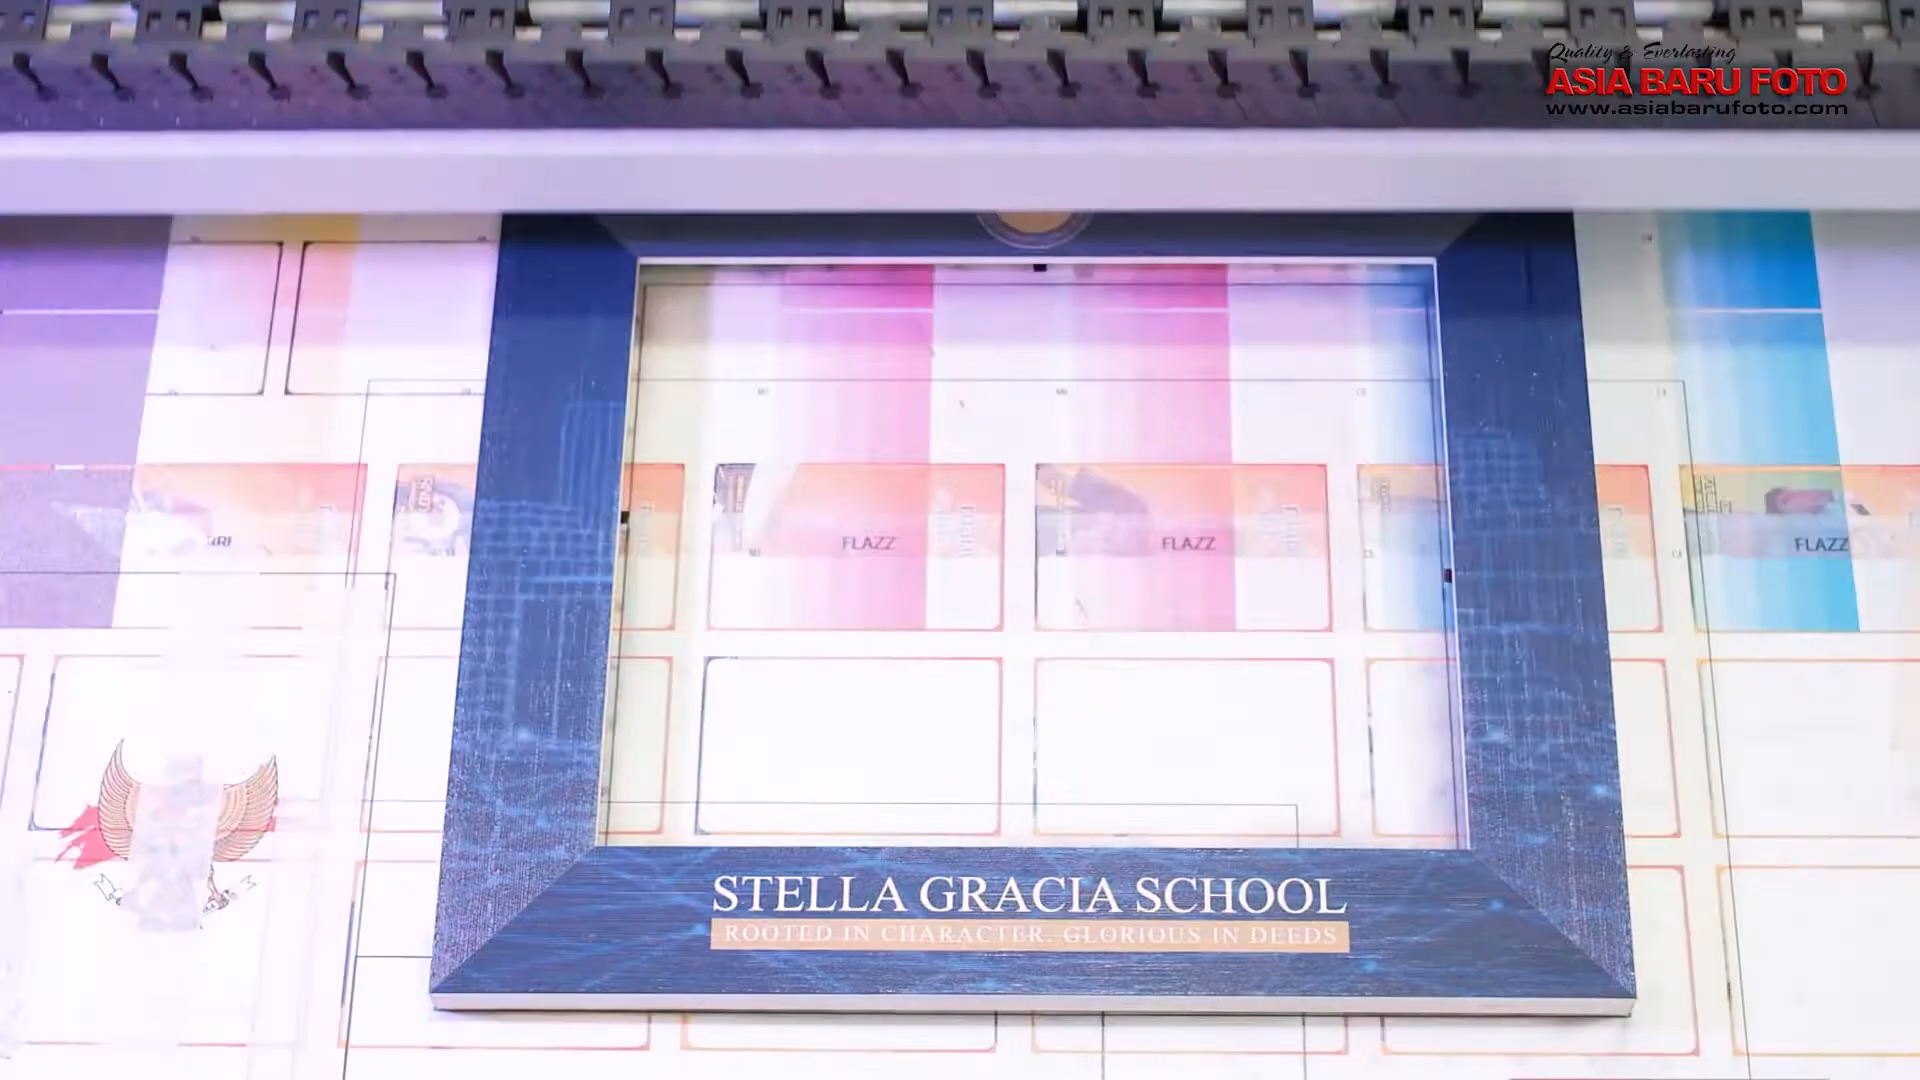 Quality & Everlasting
ASIA BARU FOTO
www.asiabarufoto.com
FLAZZ
FLAZZ
FLAZZ
STELLA GRACIA SCHOOL
ROOTED IN CHARACTER. GLORIOUS IN DEEDS